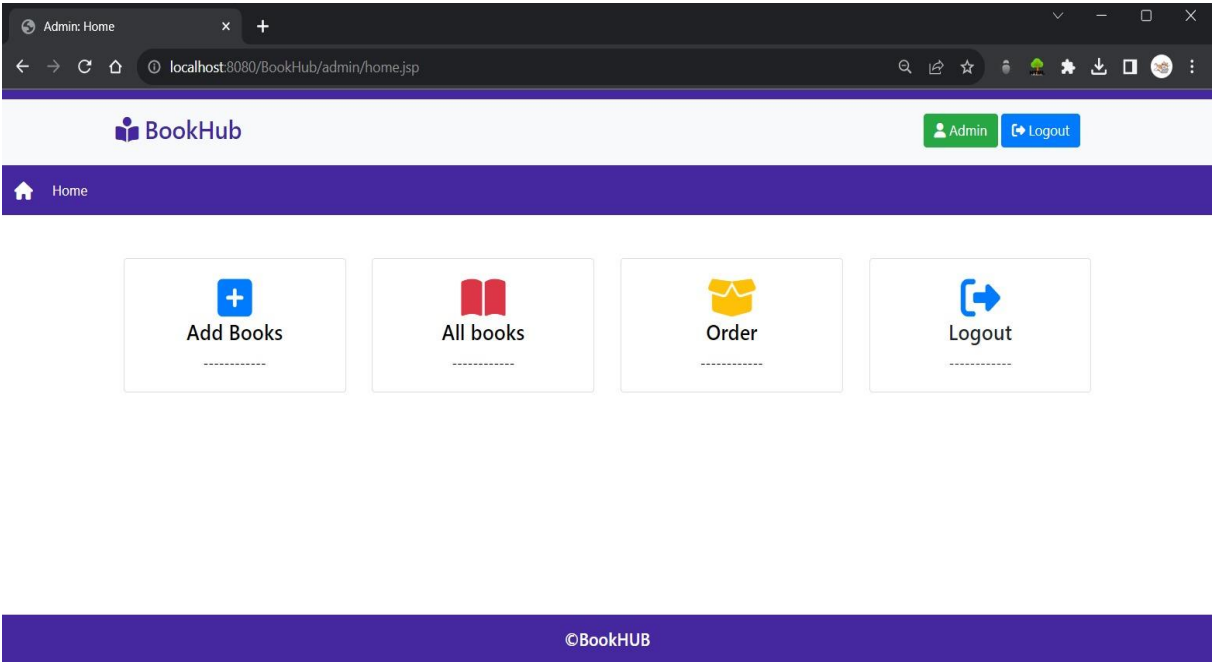 Admin: Home
localhost:8080/BookHub/admin/home.jsp
BookHub
Admin
Logout
Home
Add Books
------------
All books
------------
Order
------------
Logout
------------
©BookHUB